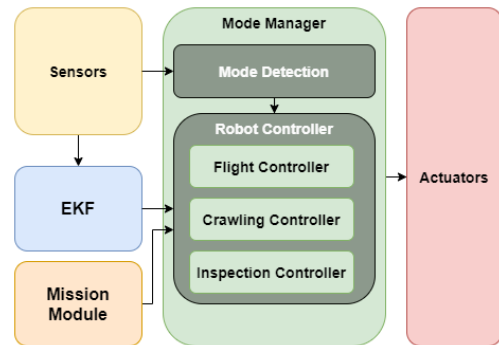 Mode Manager
Sensors
Mode Detection
Robot Controller
Flight Controller
EKF
Crawling Controller
Inspection Controller
Mission
Module
Actuators